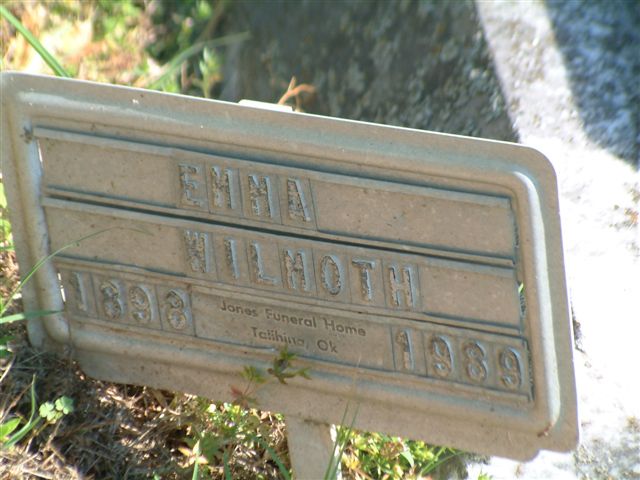 EMMA
WILMOTH
1898 Jones Funeral Home 1989
Talihina, Ok